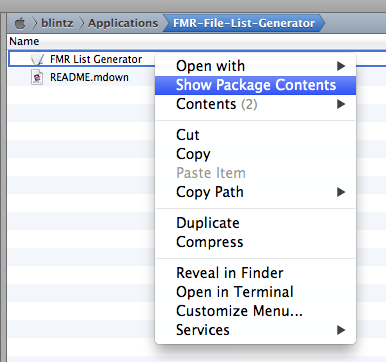 blintz Applications FMR-File-List-Generator
Name
FMR List Generator
README.mdown
Open with
Show Package Contents
Contents (2)
Cut
Copy
Paste Item
Copy Path
Duplicate
Compress
Reveal in Finder
Open in Terminal
Customize Menu...
Services